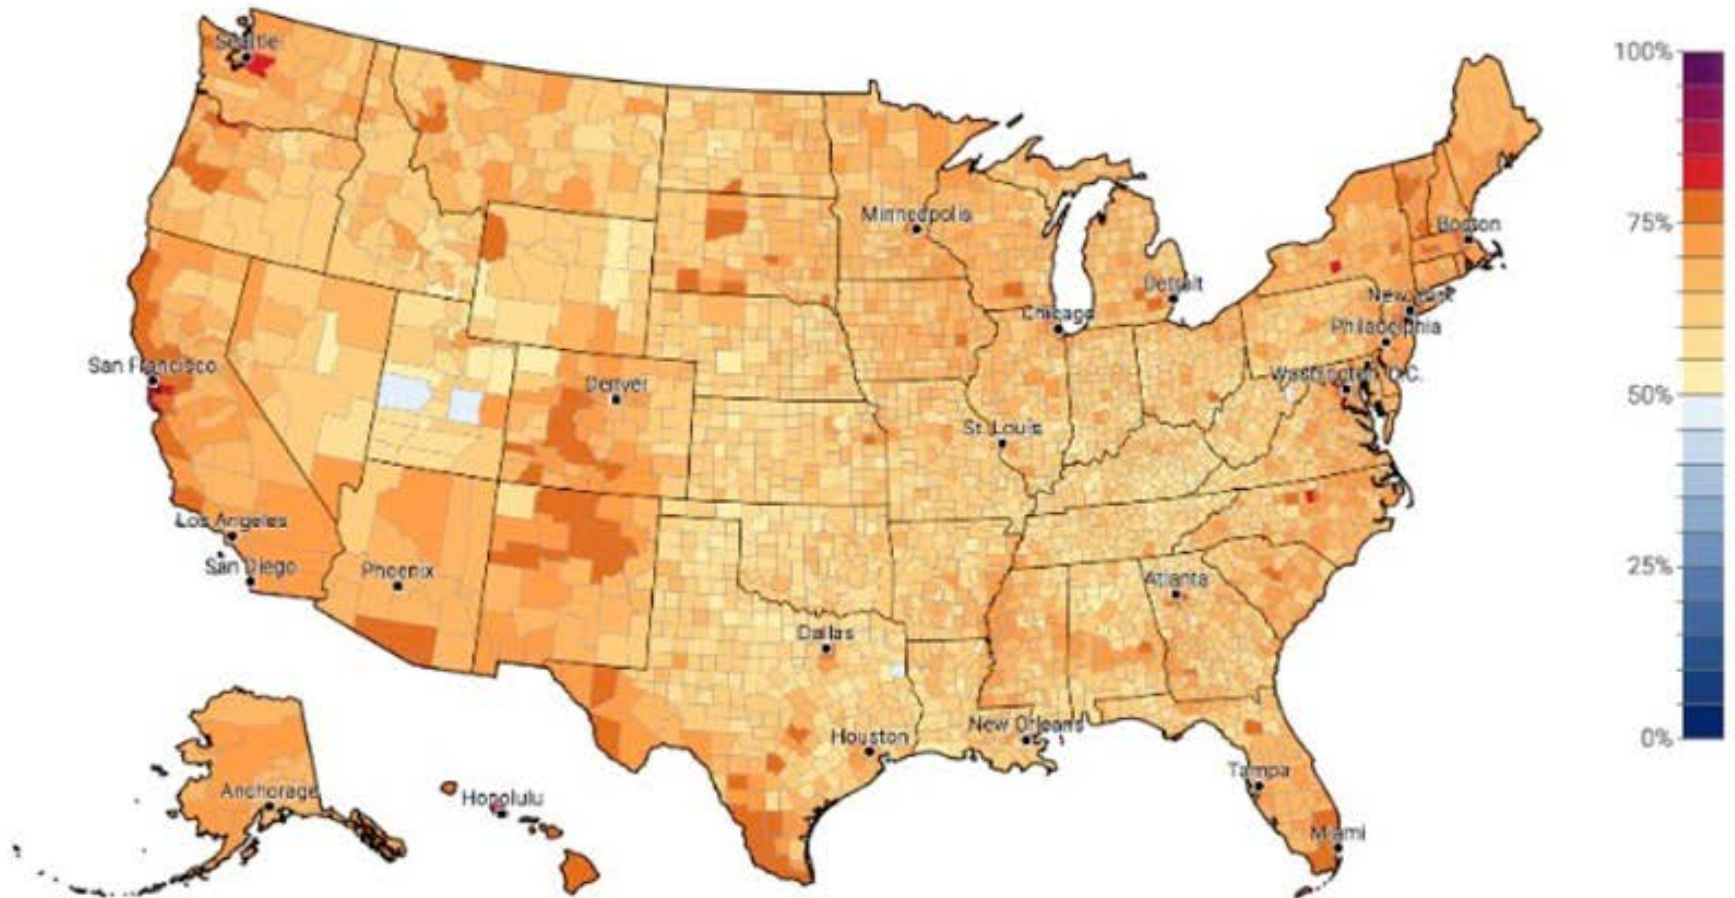 Seattle
100%
75%
Minneapolis
Boston
Detroit
New York
Chicago
Philadelphia
San Francisco
Denver
Washington, D.C.
50%
St. Louis
Los Angeles
San Diego
Phoenix
25%
Atlanta
Dallas
New Orleans
Houston
0%
Tampa
Anchorage
Honolulu
Miami